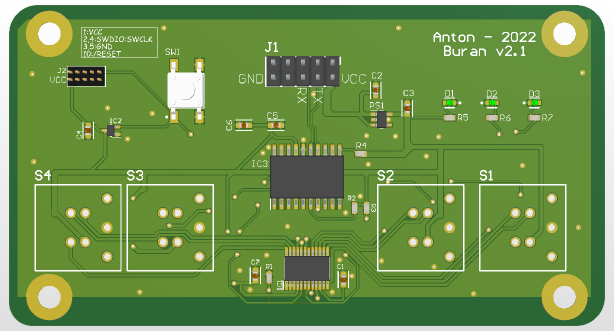 1:VCC
2,4:SWDIO:SWCLK
3,5:GND
10:/RESET
Anton - 2022
Buran v2.1
J1
SW1
J2
VCC
GND
VCC
RX
TX
C2
C3
D1
D2
D3
PS1
R5
R6
R7
C4
IC2
C6
C5
IC3
R4
S4
S3
S2
S1
R2
R3
C7
R1
C1